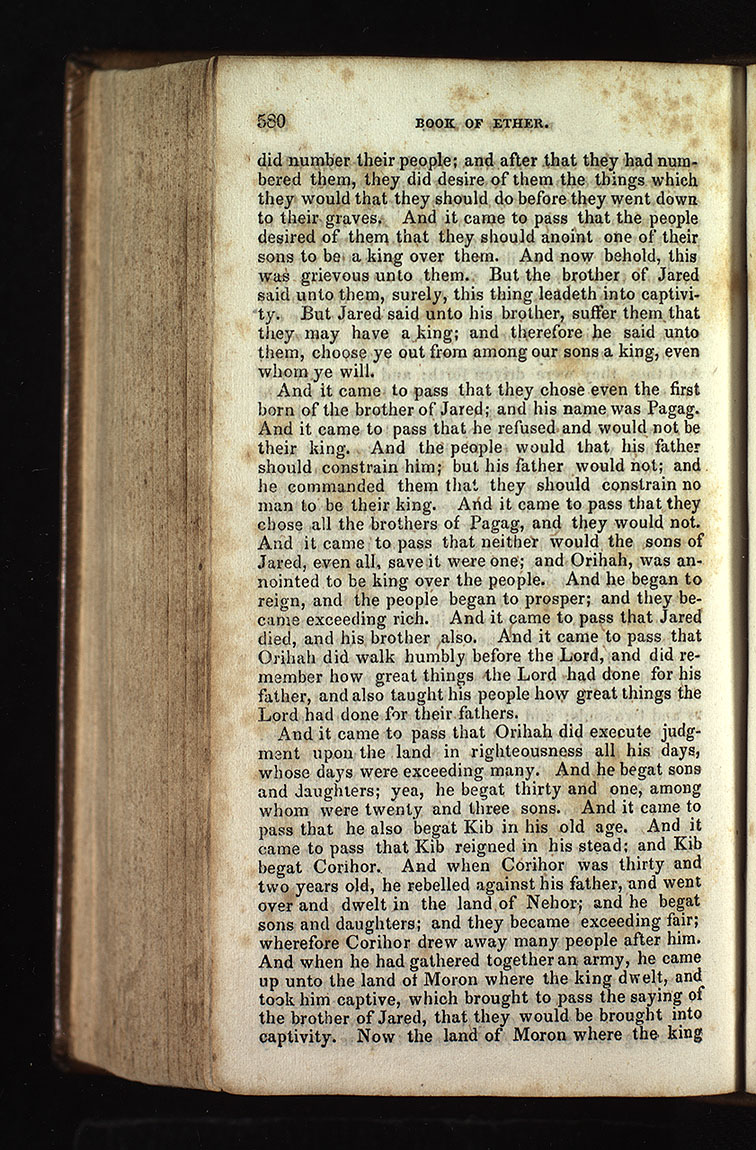 580 BOOK OF ETHER.
did number their people; and after that they had num-
bered them, they did desire of them the things which
they would that they should do before they went down
to their graves. And it came to pass that the people
desired of them that they should anoint one of their
sons to be a king over them. And now behold, this
was grievous unto them. But the brother of Jared
said unto them, surely, this thing leadeth into captivi-
ty. But Jared said unto his brother, suffer them that
they may have a king; and therefore he said unto
them, choose ye out from among our sons a king, even
whom ye will.
And it came to pass that they chose even the first
born of the brother of Jared; and his name was Pagag.
And it came to pass that he refused and would not be
their king. And the people would that his father
should constrain him; but his father would not; and
he commanded them that they should constrain no
man to be their king. And it came to pass that they
chose all the brothers of Pagag, and they would not.
And it came to pass that neither would the sons of
Jared, even all, save it were one; and Orihah, was an-
nointed to be king over the people. And he began to
reign, and the people began to prosper; and they be-
came exceeding rich. And it came to pass that Jared
died, and his brother also. And it came to pass that
Orihah did walk humbly before the Lord, and did re-
member how great things the Lord had done for his
father, and also taught his people how great things the
Lord had done for their fathers.
And it came to pass that Orihah did execute judg-
ment upon the land in righteousness all his days,
whose days were exceeding many. And he begat sons
and daughters; yea, he begat thirty and one, among
whom were twenty and three sons. And it came to
pass that he also begat Kib in his old age. And it
came to pass that Kib reigned in his stead; and Kib
begat Corihor. And when Corihor was thirty and
two years old, he rebelled against his father, and went
over and dwelt in the land of Nehor; and he begat
sons and daughters; and they became exceeding fair;
wherefore Corihor drew away many people after him.
And when he had gathered together an army, he came
up unto the land of Moron where the king dwelt, and
took him captive, which brought to pass the saying of
the brother of Jared, that they would be brought into
captivity. Now the land of Moron where the king